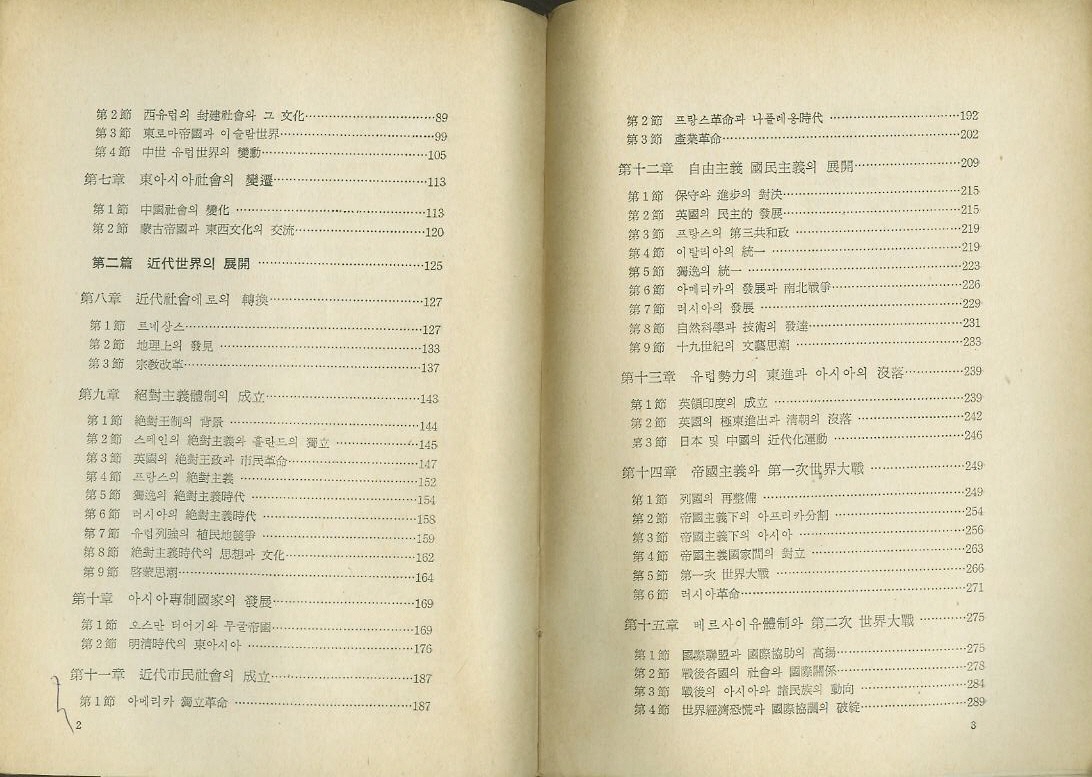 第2節 西유럽의 封建社會와 그 文化 89
第3節 東로마帝國과 이슬람世界 99
第4節 中世 유럽世界의 變動 105
第七章 東아시아社會의 變遷 113
第1節 中國社會의 變化 113
第2節 蒙古帝國과 東西文化의 交流 120
第二篇 近代世界의 展開 125
第八章 近代社會에로의 轉換 127
第1節 르네상스 127
第2節 地理上의 發見 133
第3節 宗敎改革 137
第九章 絕對主義體制의 成立 143
第1節 絕對王制의 背景 144
第2節 스페인의 絕對主義와 홀란드의 獨立 145
第3節 英國의 絕對王政과 市民革命 147
第4節 프랑스의 絕對主義 152
第5節 獨逸의 絕對主義時代 154
第6節 러시아의 絕對主義時代 158
第7節 유럽列強의 植民地競爭 159
第8節 絕對主義時代의 思想과 文化 162
第9節 啓蒙思潮 164
第十章 아시아專制國家의 發展 169
第1節 오스만 터어키와 무굴帝國 169
第2節 明淸時代의 東아시아 176
第十一章 近代市民社會의 成立 187
第1節 아메리카 獨立革命 187
2
第2節 프랑스革命과 나폴레옹時代 192
第3節 產業革命 202
第十二章 自由主義 國民主義의 展開 209
第1節 保守와 進步의 對決 215
第2節 英國의 民主的 發展 215
第3節 프랑스의 第三共和政 219
第4節 이탈리아의 統一 219
第5節 獨逸의 統一 223
第6節 아메리카의 發展과 南北戰爭 226
第7節 러시아의 發展 229
第8節 自然科學과 技術의 發達 231
第9節 十九世紀의 文藝思潮 233
第十三章 유럽勢力의 東進과 아시아의 沒落 239
第1節 英領印度의 成立 239
第2節 英國의 極東進出과 淸朝의 沒落 242
第3節 日本 및 中國의 近代化運動 246
第十四章 帝國主義와 第一次世界大戰 249
第1節 列國의 再整備 249
第2節 帝國主義下의 아프리카分割 254
第3節 帝國主義下의 아시아 256
第4節 帝國主義國家間의 對立 263
第5節 第一次 世界大戰 266
第6節 러시아革命 271
第十五章 베르사이유體制와 第二次 世界大戰 275
第1節 國際聯盟과 國際協助의 高揚 275
第2節 戰後各國의 社會와 國際關係 278
第3節 戰後의 아시아와 諸民族의 動向 284
第4節 世界經濟恐慌과 國際協調의 破綻 289
3